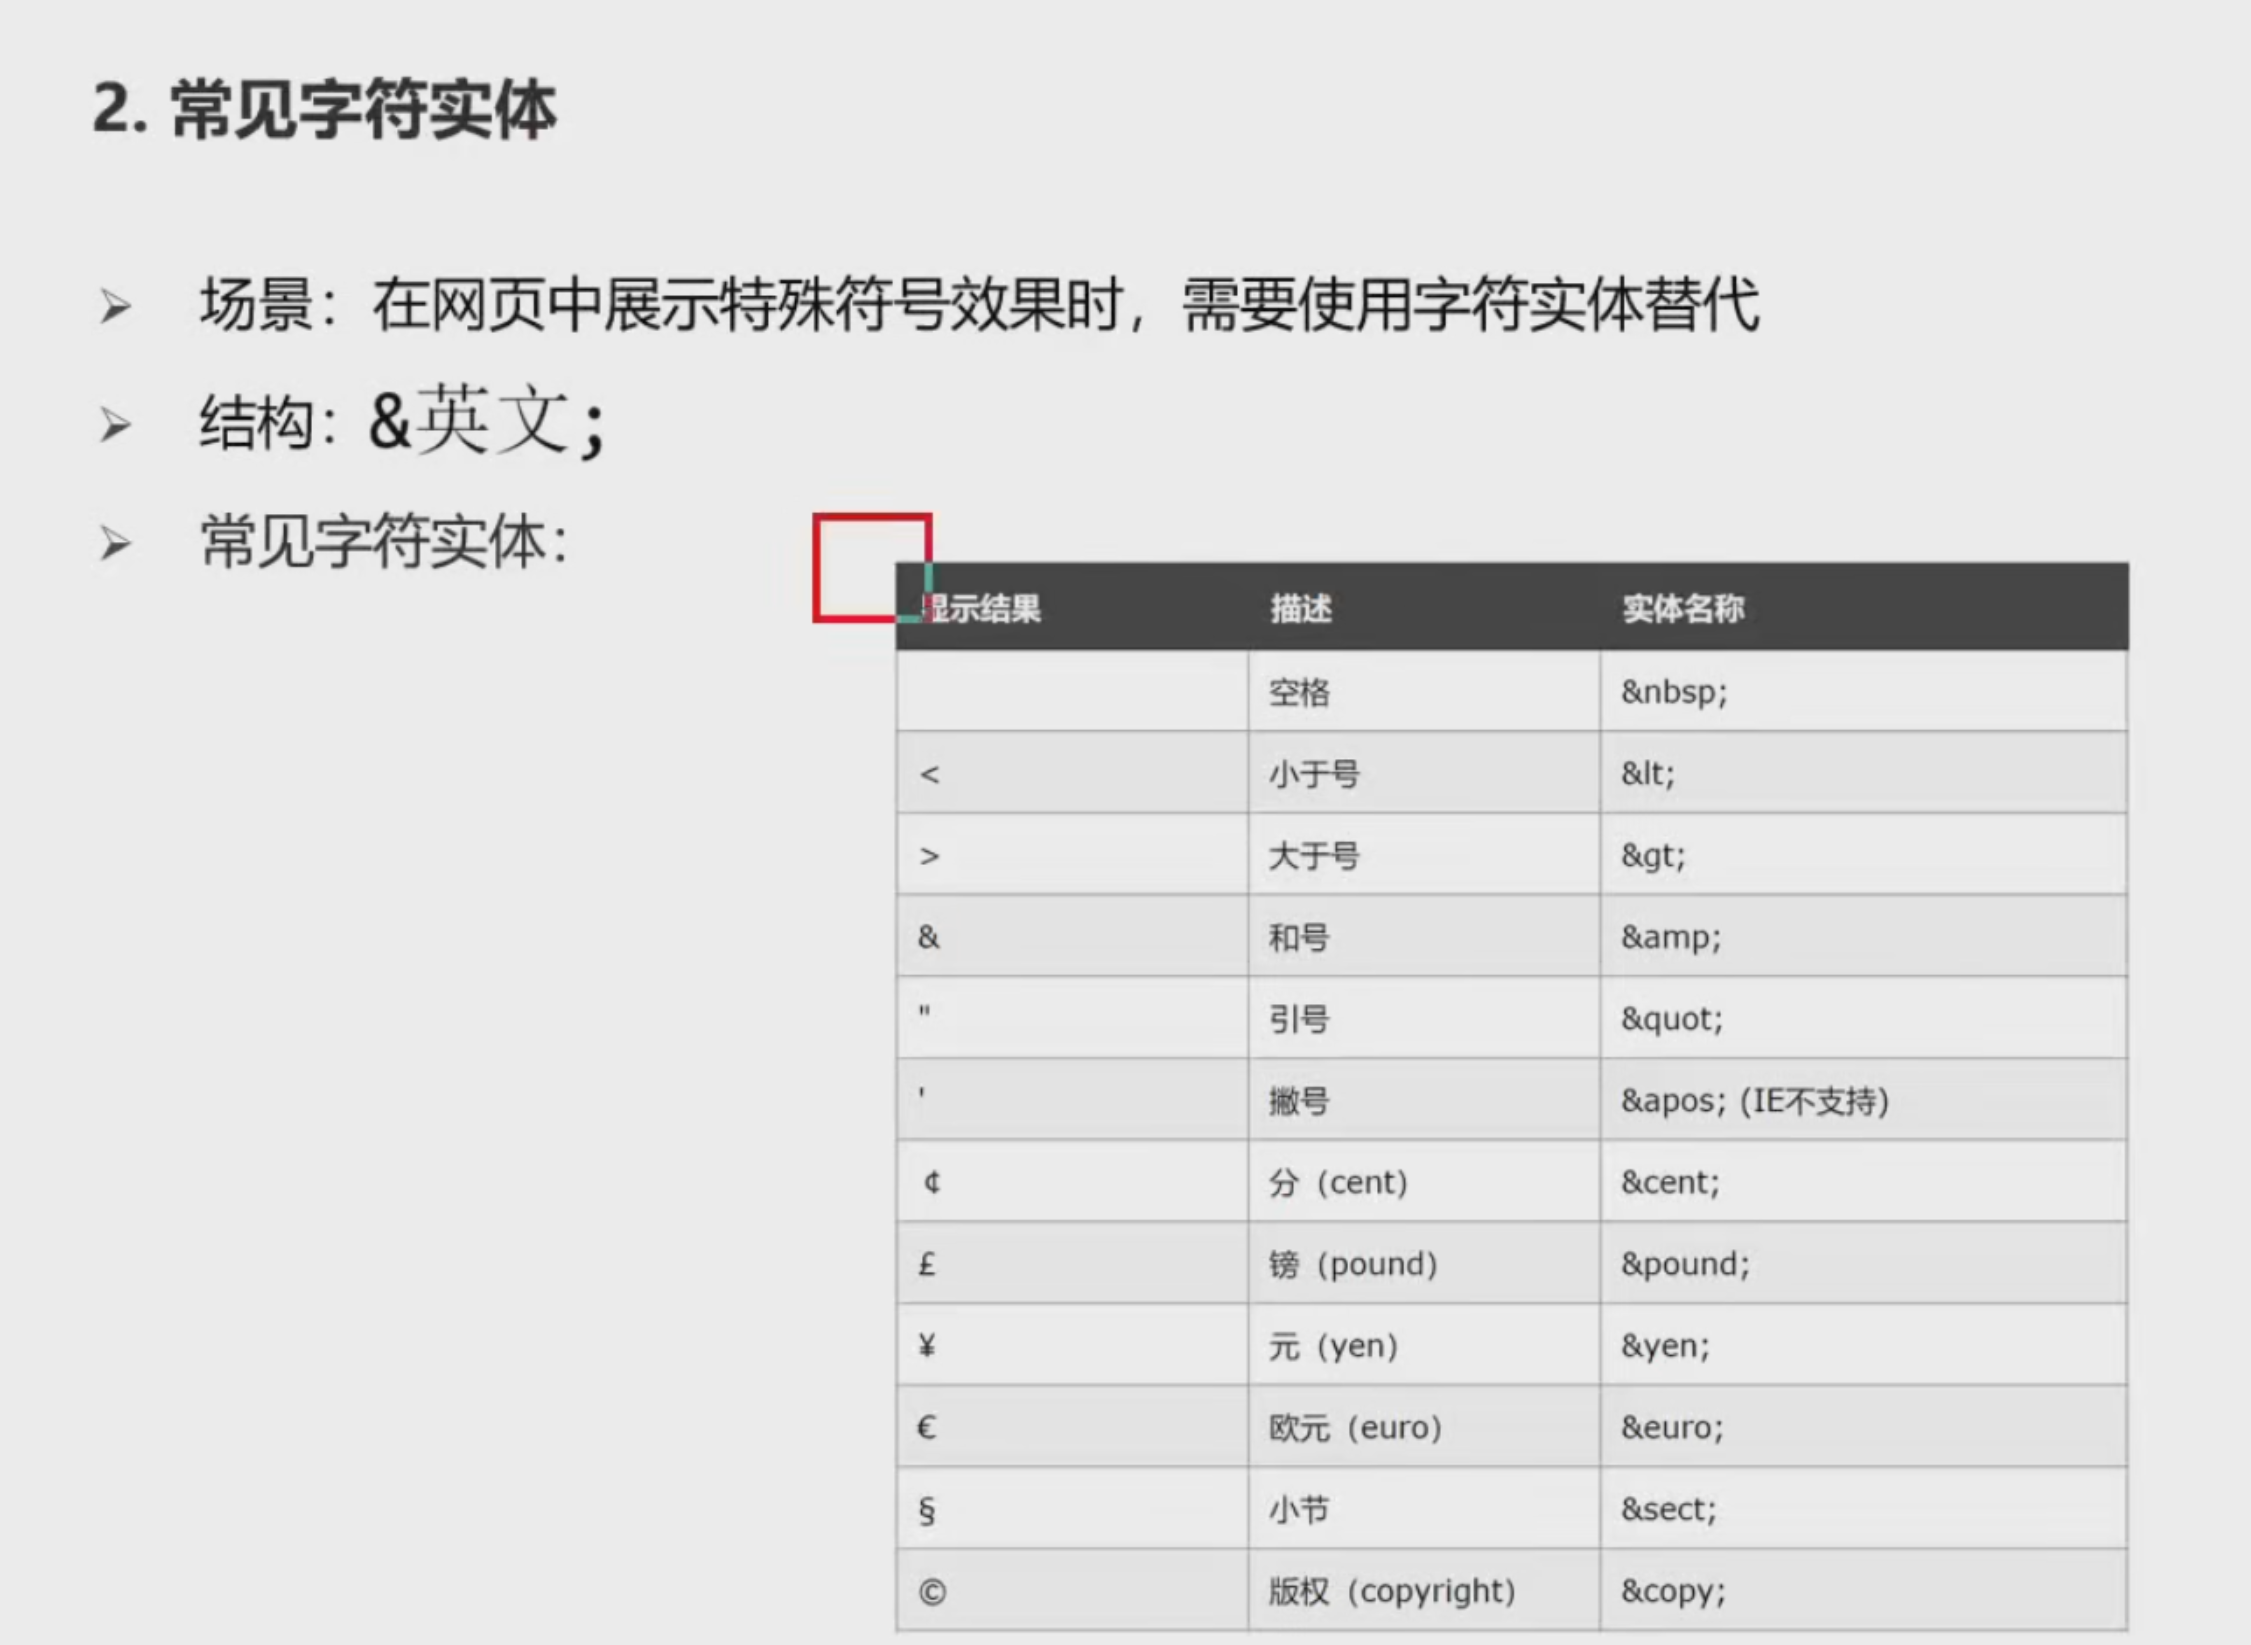 2. 常见字符实体
场景：在网页中展示特殊符号效果时，需要使用字符实体替代
结构：&英文;
常见字符实体：
显示结果 描述 实体名称
空格 &nbsp;
< 小于号 &lt;
> 大于号 &gt;
& 和号 &amp;
" 引号 &quot;
' 撇号 &apos; (IE不支持)
¢ 分（cent） &cent;
£ 镑（pound） &pound;
¥ 元（yen） &yen;
€ 欧元（euro） &euro;
§ 小节 &sect;
© 版权（copyright） &copy;